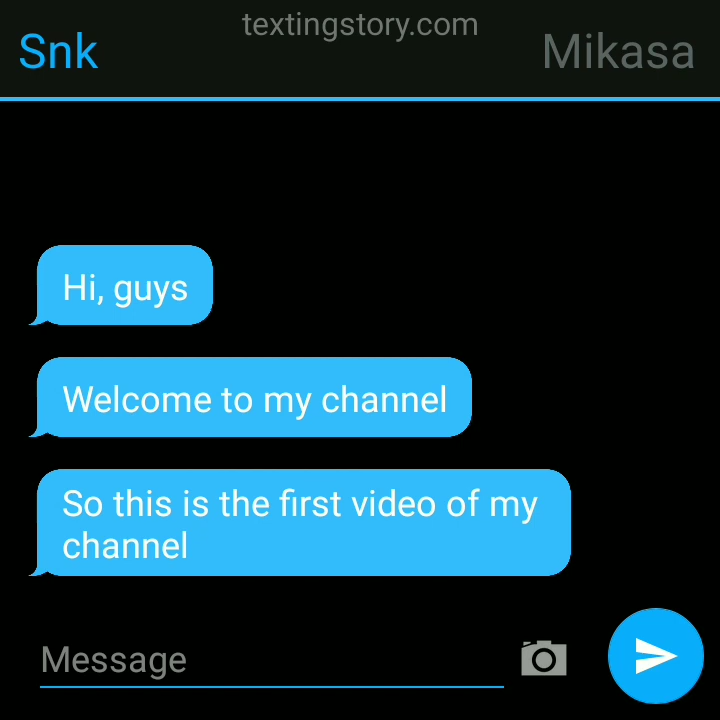 textingstory.com
Snk
Mikasa
Hi, guys
Welcome to my channel
So this is the first video of my
channel
Message